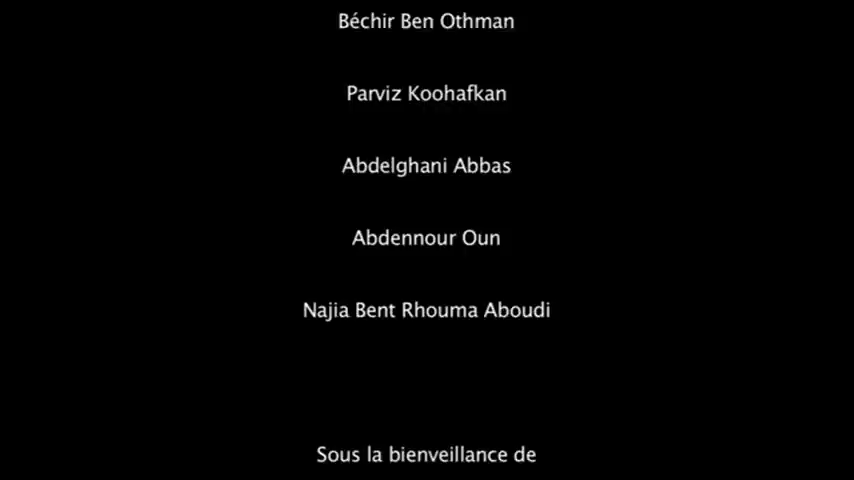 Béchir Ben Othman
Parviz Koohafkan
Abdelghani Abbas
Abdennour Oun
Najia Bent Rhouma Aboudi
Sous la bienveillance de